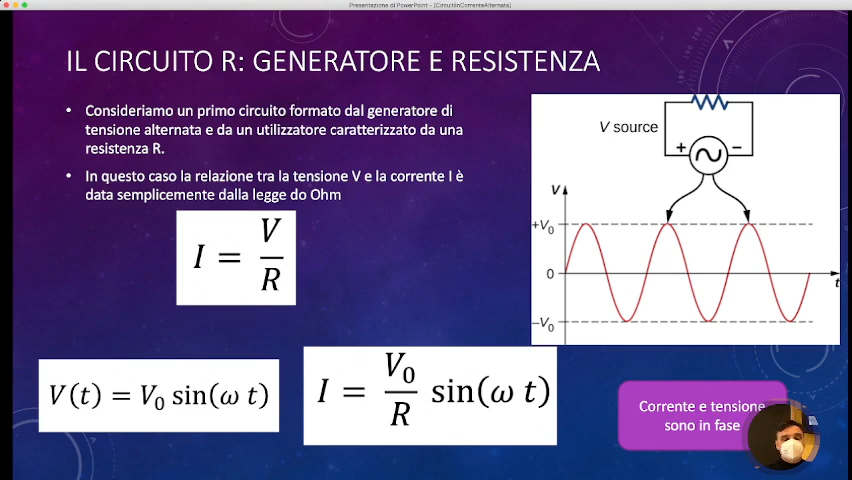 Presentazione di PowerPoint - [CircuitiInCorrenteAlternata]
IL CIRCUITO R: GENERATORE E RESISTENZA
• Consideriamo un primo circuito formato dal generatore di
tensione alternata e da un utilizzatore caratterizzato da una
resistenza R.
• In questo caso la relazione tra la tensione V e la corrente I è
data semplicemente dalla legge do Ohm
I = V/R
V(t) = V₀ sin(ω t)
I = V₀/R sin(ω t)
V source
+ −
V
+V₀
0
t
−V₀
Corrente e tensione
sono in fase